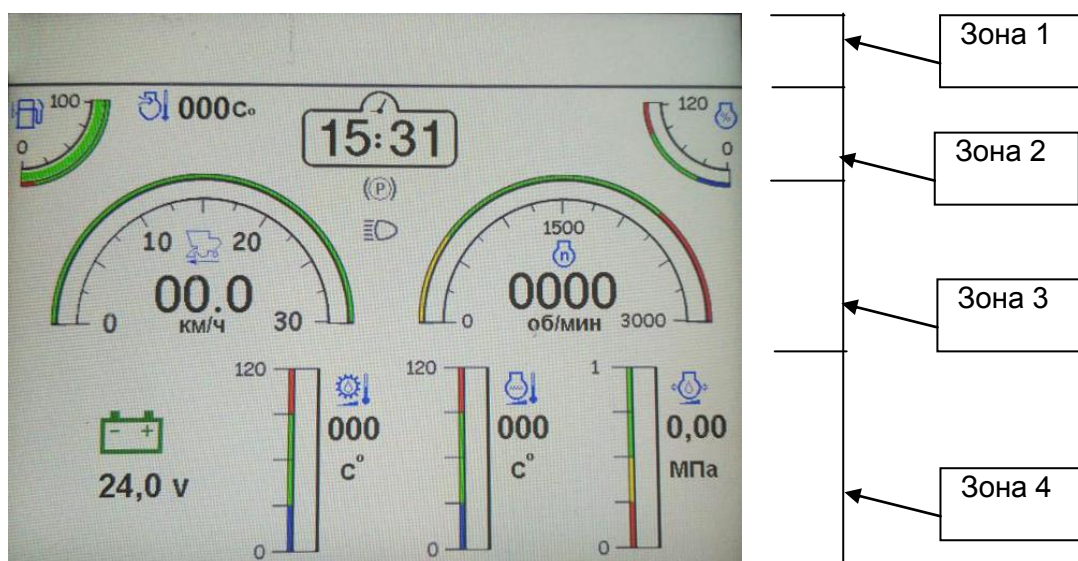 Зона 1
100
0
000C°
15:31
120
%
0
Зона 2
(P)
10
20
00.0
км/ч
0
30
1500
n
0000
об/мин
0
3000
Зона 3
120
0
000
C°
120
0
000
C°
1
0
0,00
МПа
- +
24,0 v
Зона 4